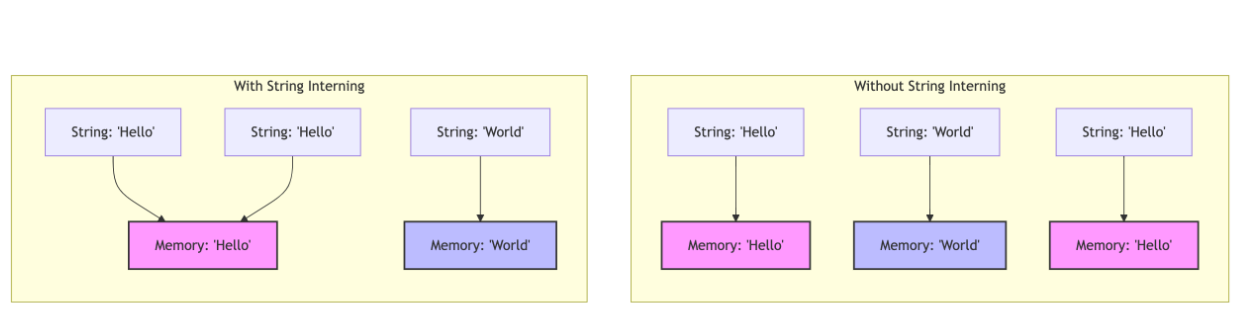 With String Interning
String: 'Hello'
String: 'Hello'
String: 'World'
Memory: 'Hello'
Memory: 'World'
Without String Interning
String: 'Hello'
String: 'World'
String: 'Hello'
Memory: 'Hello'
Memory: 'World'
Memory: 'Hello'